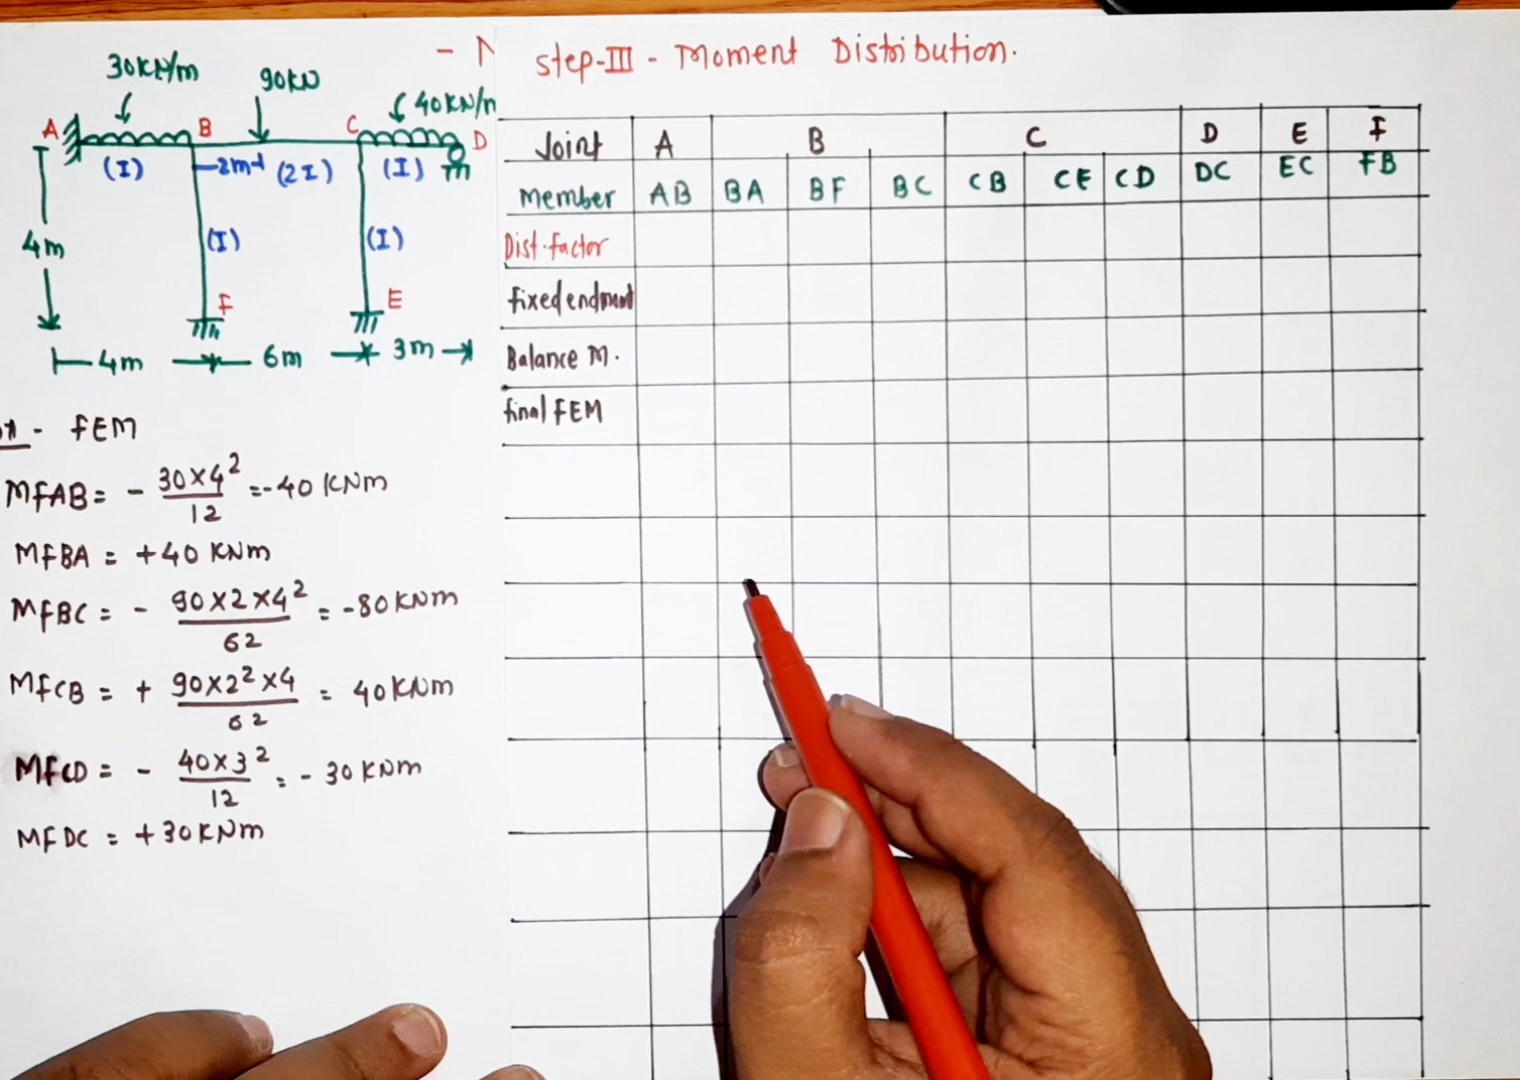 - N
step-III - Moment Distribution.
30KN/m
90KN
40KN/m
A B C D
(I) 2m (2I) (I)
4m (I) (I)
F E
4m 6m 3m
Joint A B C D E F
Member AB BA BF BC CB CE CD DC EC FB
Dist.factor
fixed end
Balance M.
final FEM
- FEM
MFAB = - 30×4²/12 = -40 KNm
MFBA = +40 KNm
MFBC = - 90×2×4²/62 = -80 KNm
MFCB = + 90×2²×4/62 = 40 KNm
MFCD = - 40×3²/12 = - 30 KNm
MFDC = +30 KNm